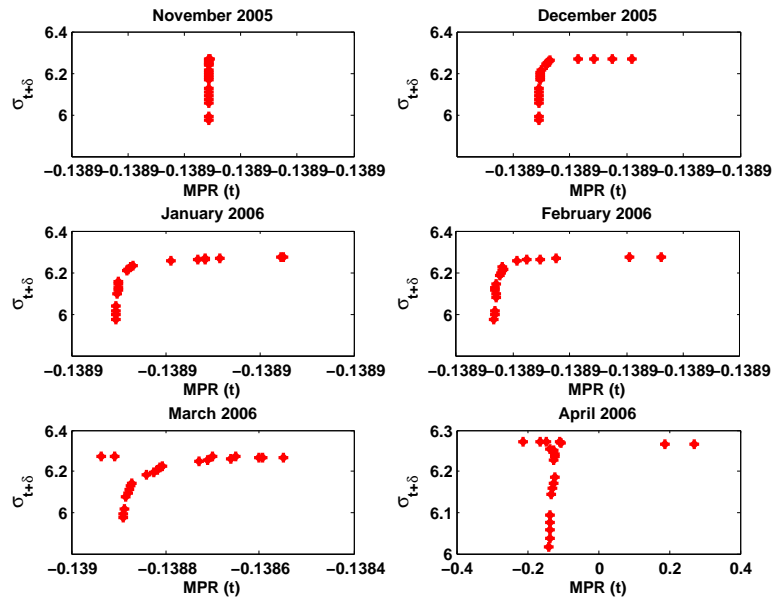 November 2005
6.4
6.2
6
σt+δ
−0.1389 −0.1389 −0.1389 −0.1389 −0.1389 −0.1389
MPR (t)
December 2005
6.4
6.2
6
σt+δ
−0.1389 −0.1389 −0.1389 −0.1389 −0.1389
MPR (t)
January 2006
6.4
6.2
6
σt+δ
−0.1389 −0.1389 −0.1389 −0.1389
MPR (t)
February 2006
6.4
6.2
6
σt+δ
−0.1389 −0.1389 −0.1389 −0.1389 −0.1389
MPR (t)
March 2006
6.4
6.2
6
σt+δ
−0.139 −0.1388 −0.1386 −0.1384
MPR (t)
April 2006
6.3
6.2
6.1
6
σt+δ
−0.4 −0.2 0 0.2 0.4
MPR (t)